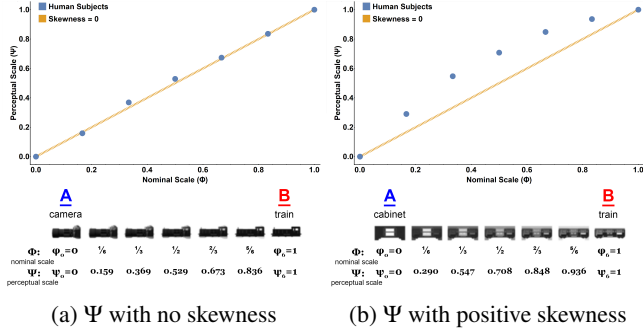 Human Subjects
Skewness = 0
Perceptual Scale (Ψ)
1.0
0.8
0.6
0.4
0.2
0.0
0.0 0.2 0.4 0.6 0.8 1.0
Nominal Scale (Φ)
A B
camera train
Φ: φ₀=0 ⅙ ⅓ ½ ⅔ ⅚ φ₆=1
nominal scale
Ψ: ψ₀=0 0.159 0.369 0.529 0.673 0.836 ψ₆=1
perceptual scale
(a) Ψ with no skewness
Human Subjects
Skewness = 0
Perceptual Scale (Ψ)
1.0
0.8
0.6
0.4
0.2
0.0
0.0 0.2 0.4 0.6 0.8 1.0
Nominal Scale (Φ)
A B
cabinet train
Φ: φ₀=0 ⅙ ⅓ ½ ⅔ ⅚ φ₆=1
nominal scale
Ψ: ψ₀=0 0.290 0.547 0.708 0.848 0.936 ψ₆=1
perceptual scale
(b) Ψ with positive skewness